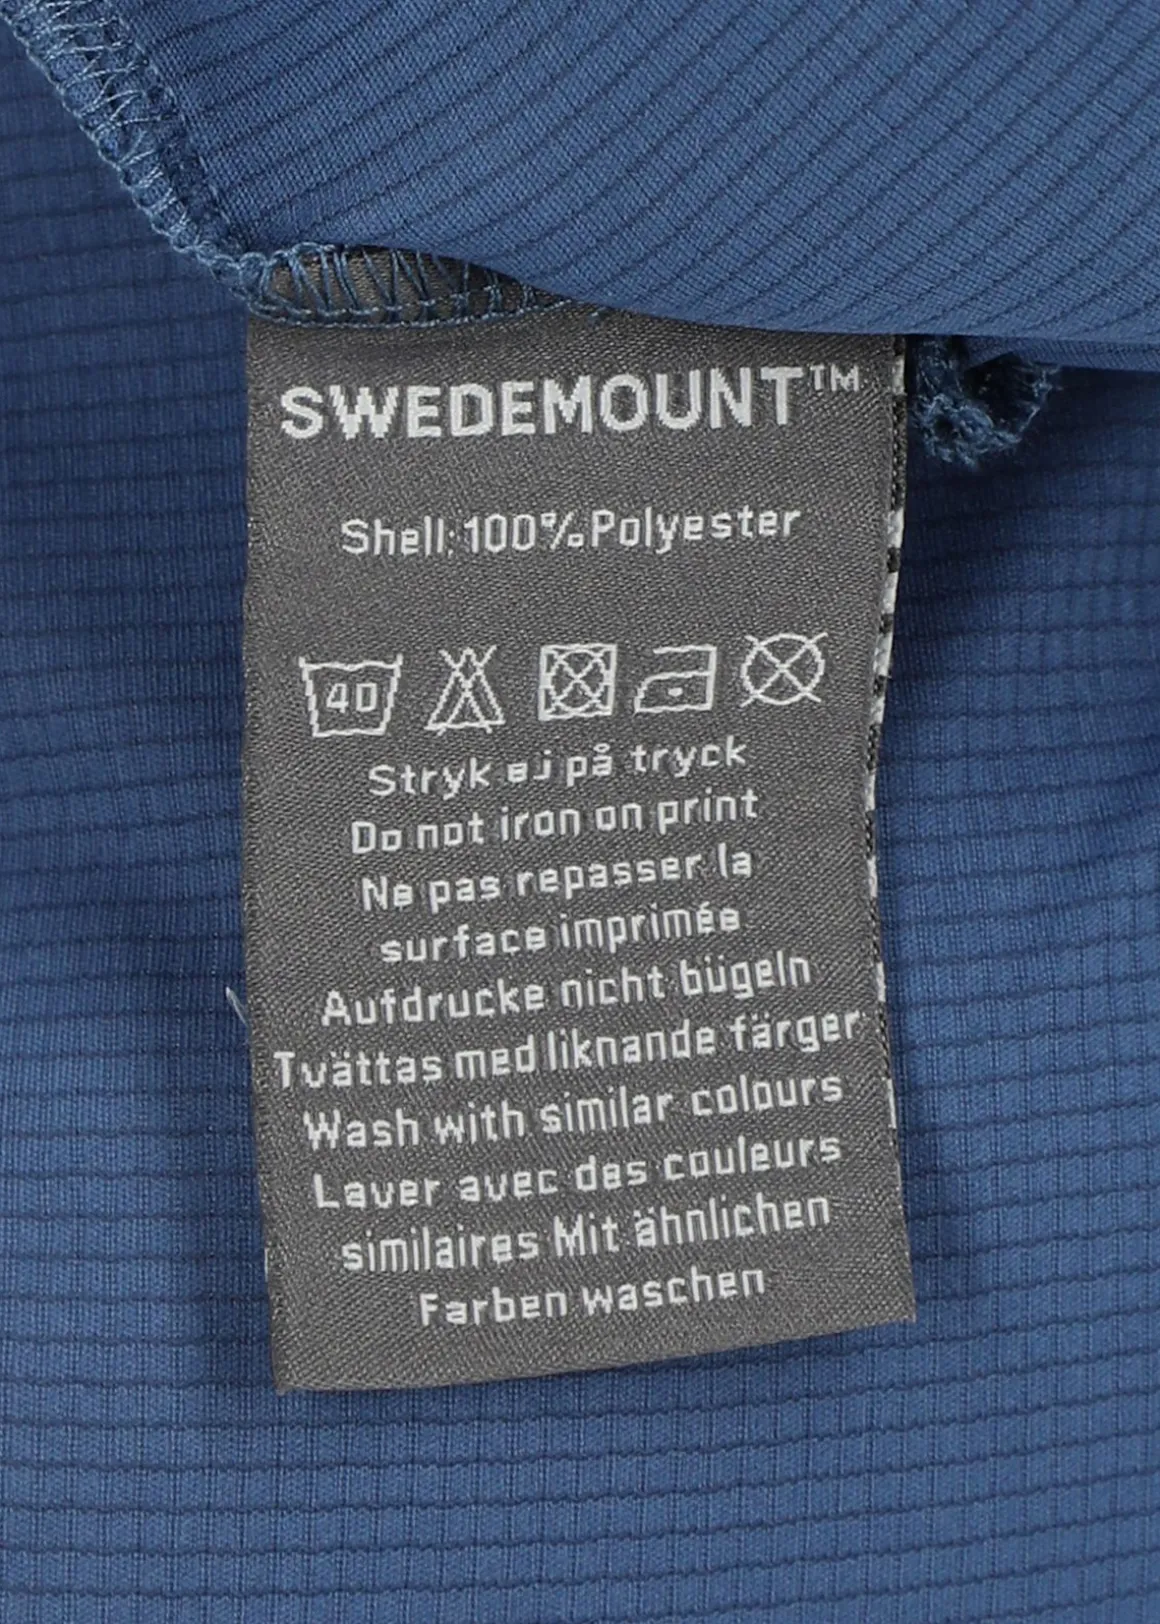 SWEDEMOUNT™
Shell: 100% Polyester
40
Stryk ej på tryck
Do not iron on print
Ne pas repasser la
surface imprimée
Aufdrucke nicht bügeln
Tvättas med liknande färger
Wash with similar colours
Laver avec des couleurs
similaires Mit ähnlichen
Farben waschen